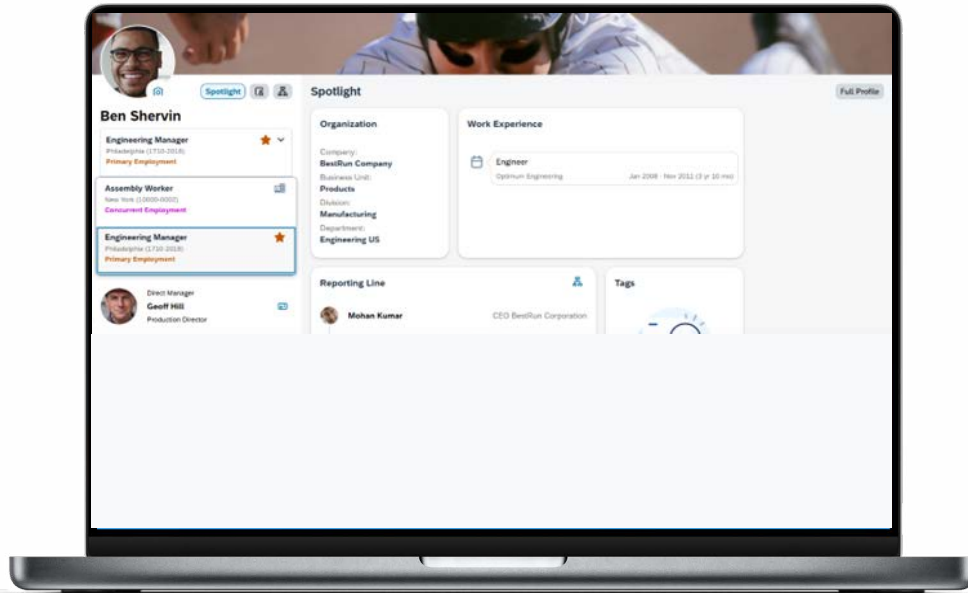 Spotlight
Ben Shervin
Engineering Manager
Philadelphia (1710-2018)
Primary Employment
Assembly Worker
New York (10000-0002)
Concurrent Employment
Engineering Manager
Philadelphia (1710-2018)
Primary Employment
Direct Manager
Geoff Hill
Production Director
Spotlight
Full Profile
Organization
Company:
BestRun Company
Business Unit:
Products
Division:
Manufacturing
Department:
Engineering US
Work Experience
Engineer
Optimum Engineering Jan 2008 - Nov 2011 (3 yr 10 mo)
Reporting Line
Mohan Kumar CEO BestRun Corporation
Tags